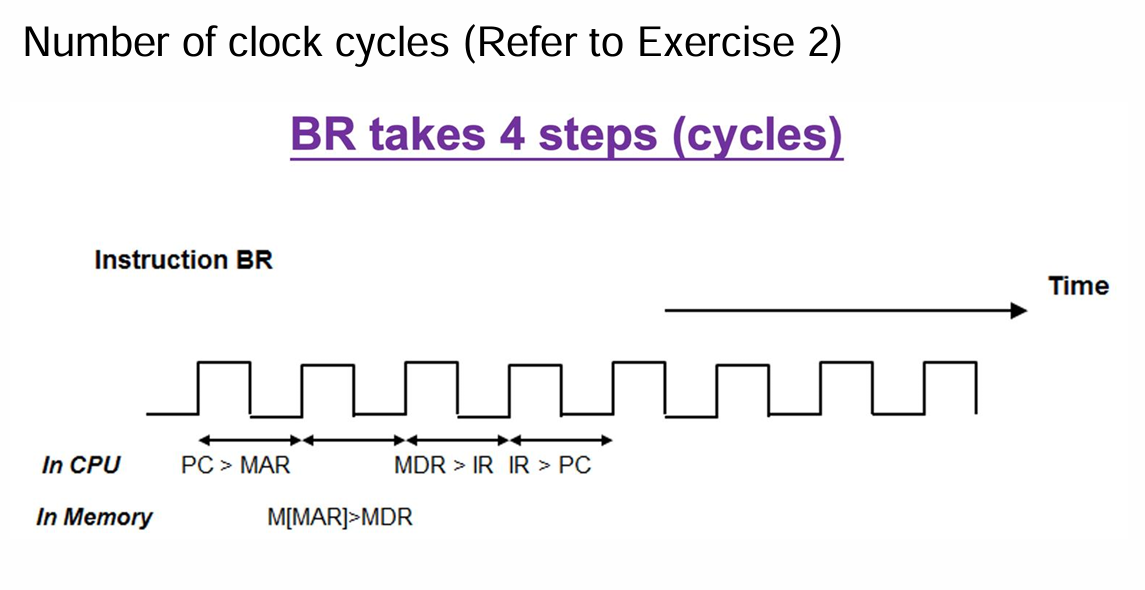 Number of clock cycles (Refer to Exercise 2)
BR takes 4 steps (cycles)
Instruction BR
Time
In CPU PC > MAR MDR > IR IR > PC
In Memory M[MAR]>MDR